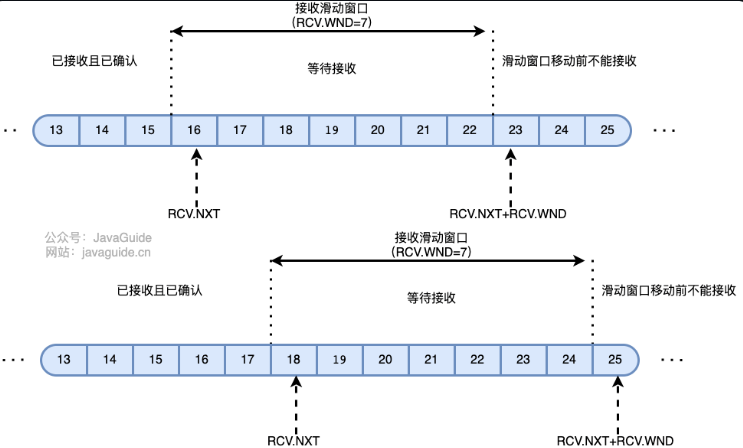 接收滑动窗口
（RCV.WND=7）
已接收且已确认
等待接收
滑动窗口移动前不能接收
·· 13 14 15 16 17 18 19 20 21 22 23 24 25 ···
RCV.NXT
RCV.NXT+RCV.WND
公众号：JavaGuide
网站：javaguide.cn
接收滑动窗口
（RCV.WND=7）
已接收且已确认
等待接收
滑动窗口移动前不能接收
··· 13 14 15 16 17 18 19 20 21 22 23 24 25 ···
RCV.NXT
RCV.NXT+RCV.WND